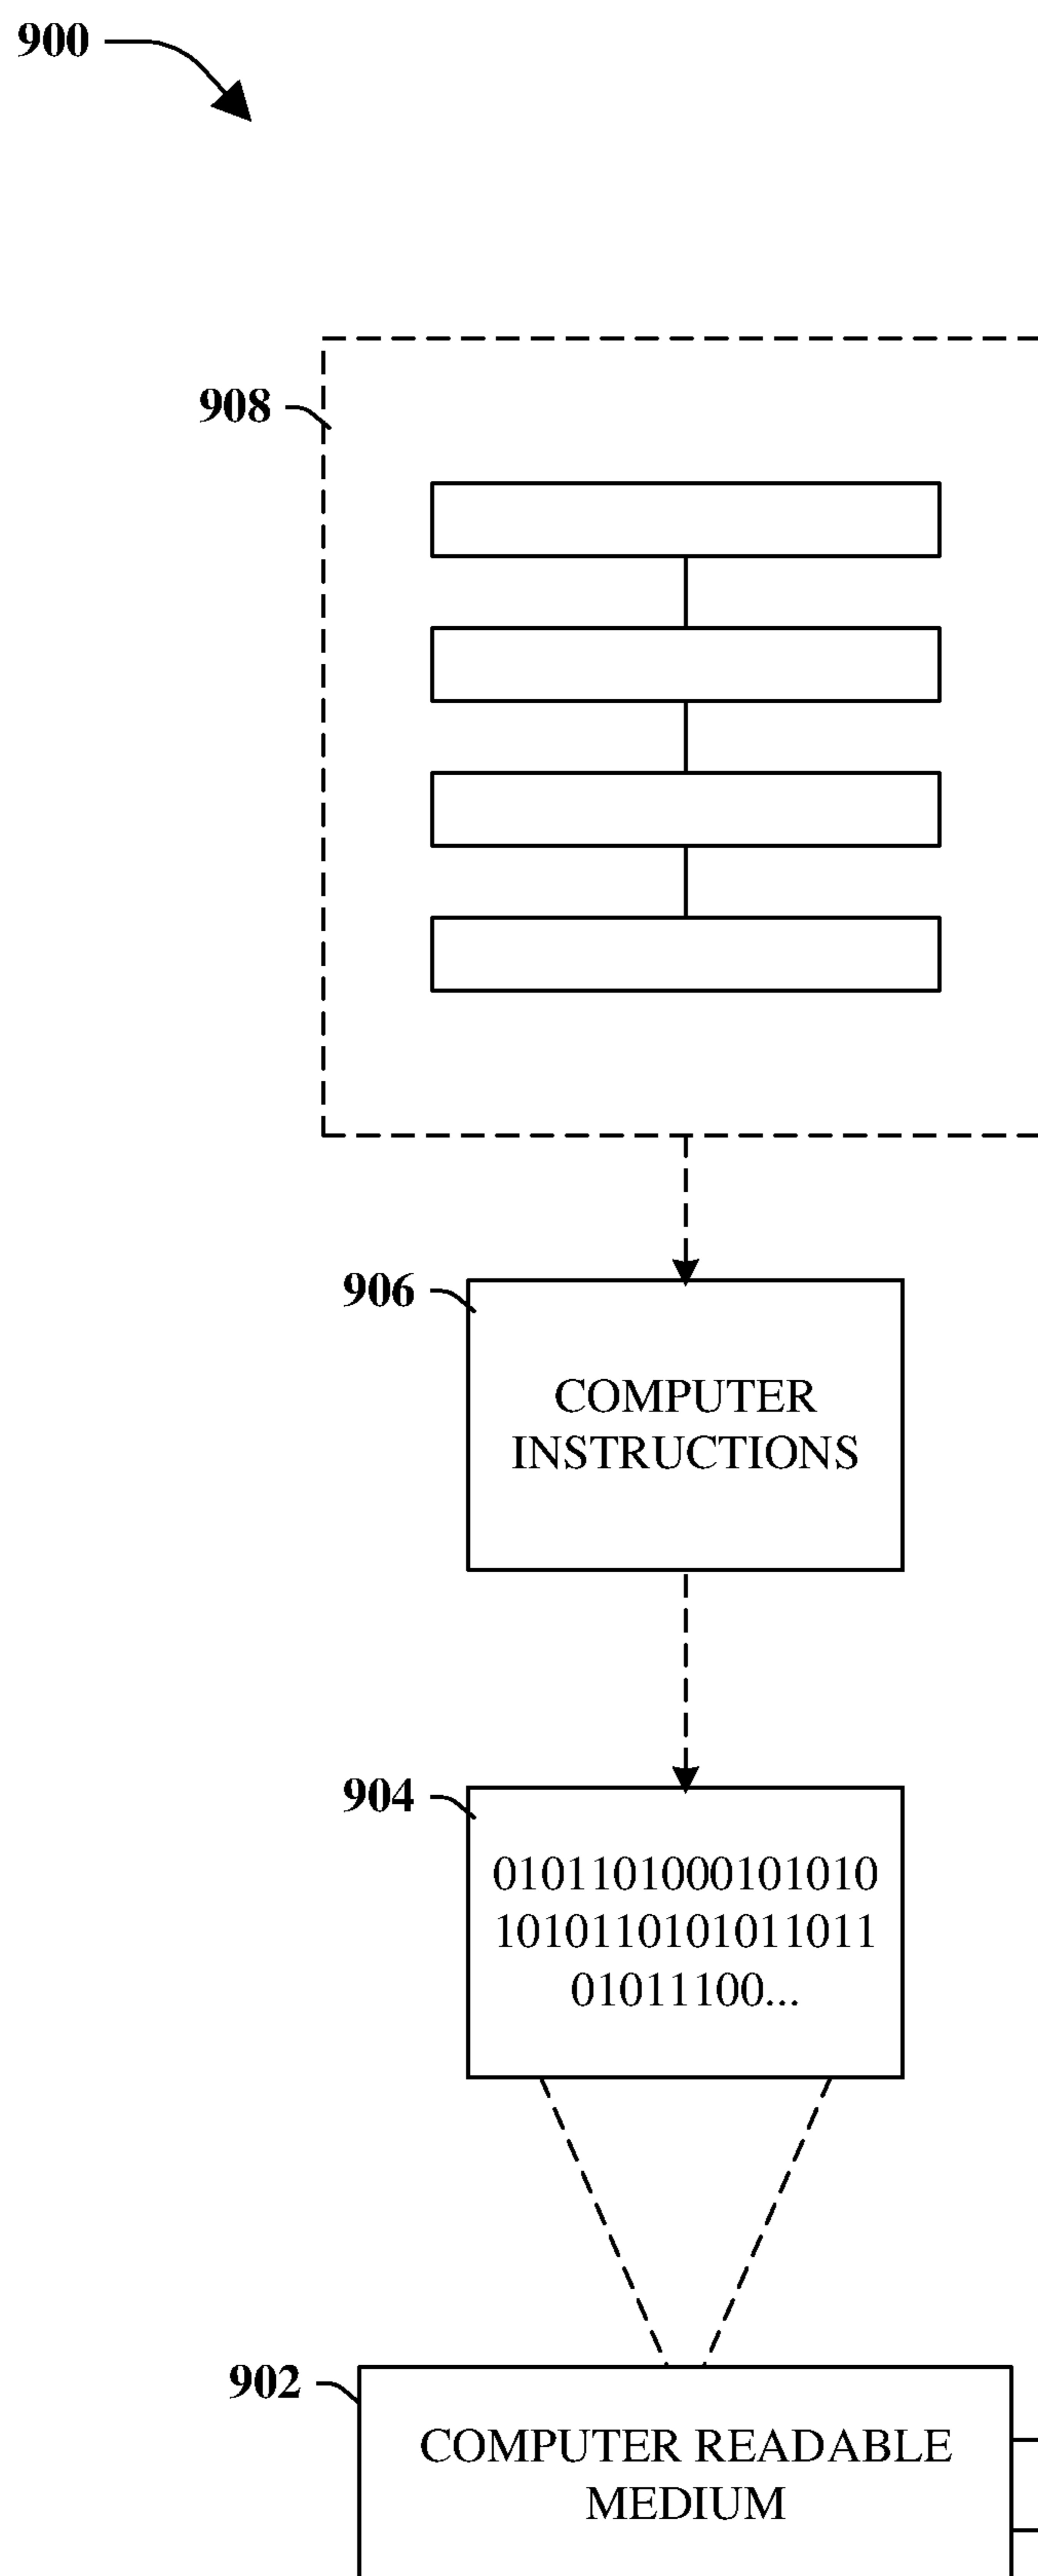 900
908
906
COMPUTER
INSTRUCTIONS
904
0101101000101010
1010110101011011
01011100...
902
COMPUTER READABLE
MEDIUM